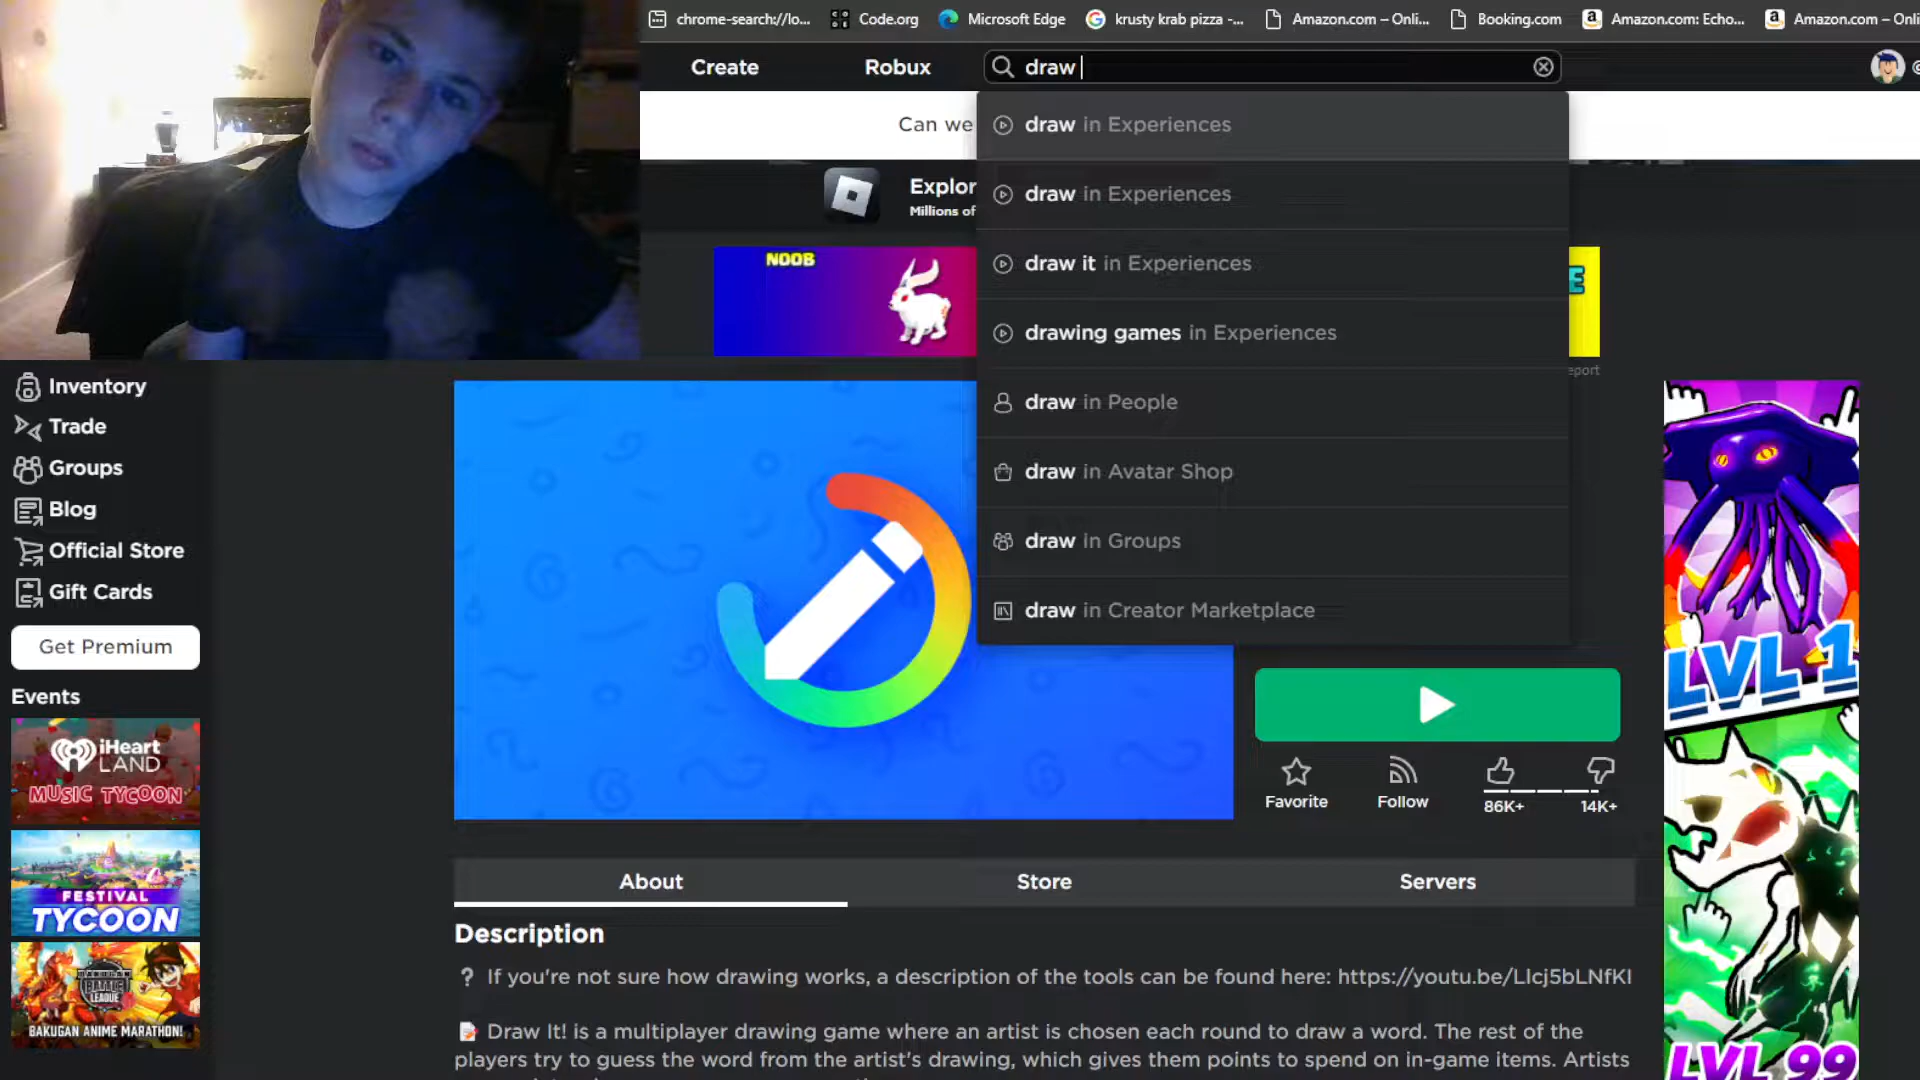 chrome-search://lo...
Code.org
Microsoft Edge
krusty krab pizza -...
Amazon.com – Onli...
Booking.com
Amazon.com: Echo...
Amazon.com – Onli
Create
Robux
draw
Can we
draw in Experiences
draw in Experiences
draw it in Experiences
drawing games in Experiences
draw in People
draw in Avatar Shop
draw in Groups
draw in Creator Marketplace
Explor
Millions of
NOOB
E
eport
Inventory
Trade
Groups
Blog
Official Store
Gift Cards
Get Premium
Events
iHeart
LAND
MUSIC TYCOON
FESTIVAL
TYCOON
BAKUGAN
BATTLE
LEAGUE
BAKUGAN ANIME MARATHON!
Favorite
Follow
86K+
14K+
LVL 1
LVL 99
About
Store
Servers
Description
? If you're not sure how drawing works, a description of the tools can be found here: https://youtu.be/LIcj5bLNfKI
Draw It! is a multiplayer drawing game where an artist is chosen each round to draw a word. The rest of the
players try to guess the word from the artist's drawing, which gives them points to spend on in-game items. Artists